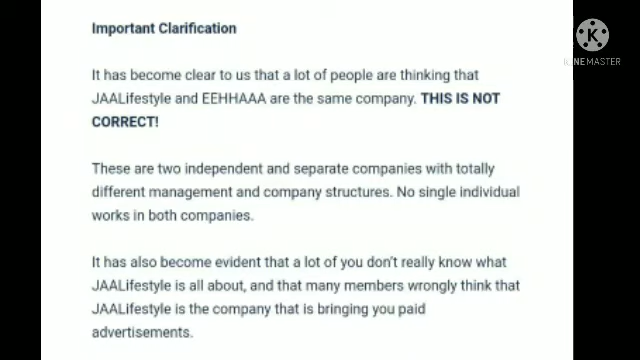 Important Clarification
It has become clear to us that a lot of people are thinking that
JAALifestyle and EEHHAAA are the same company. THIS IS NOT
CORRECT!
These are two independent and separate companies with totally
different management and company structures. No single individual
works in both companies.
It has also become evident that a lot of you don't really know what
JAALifestyle is all about, and that many members wrongly think that
JAALifestyle is the company that is bringing you paid
advertisements.
K
KINEMASTER